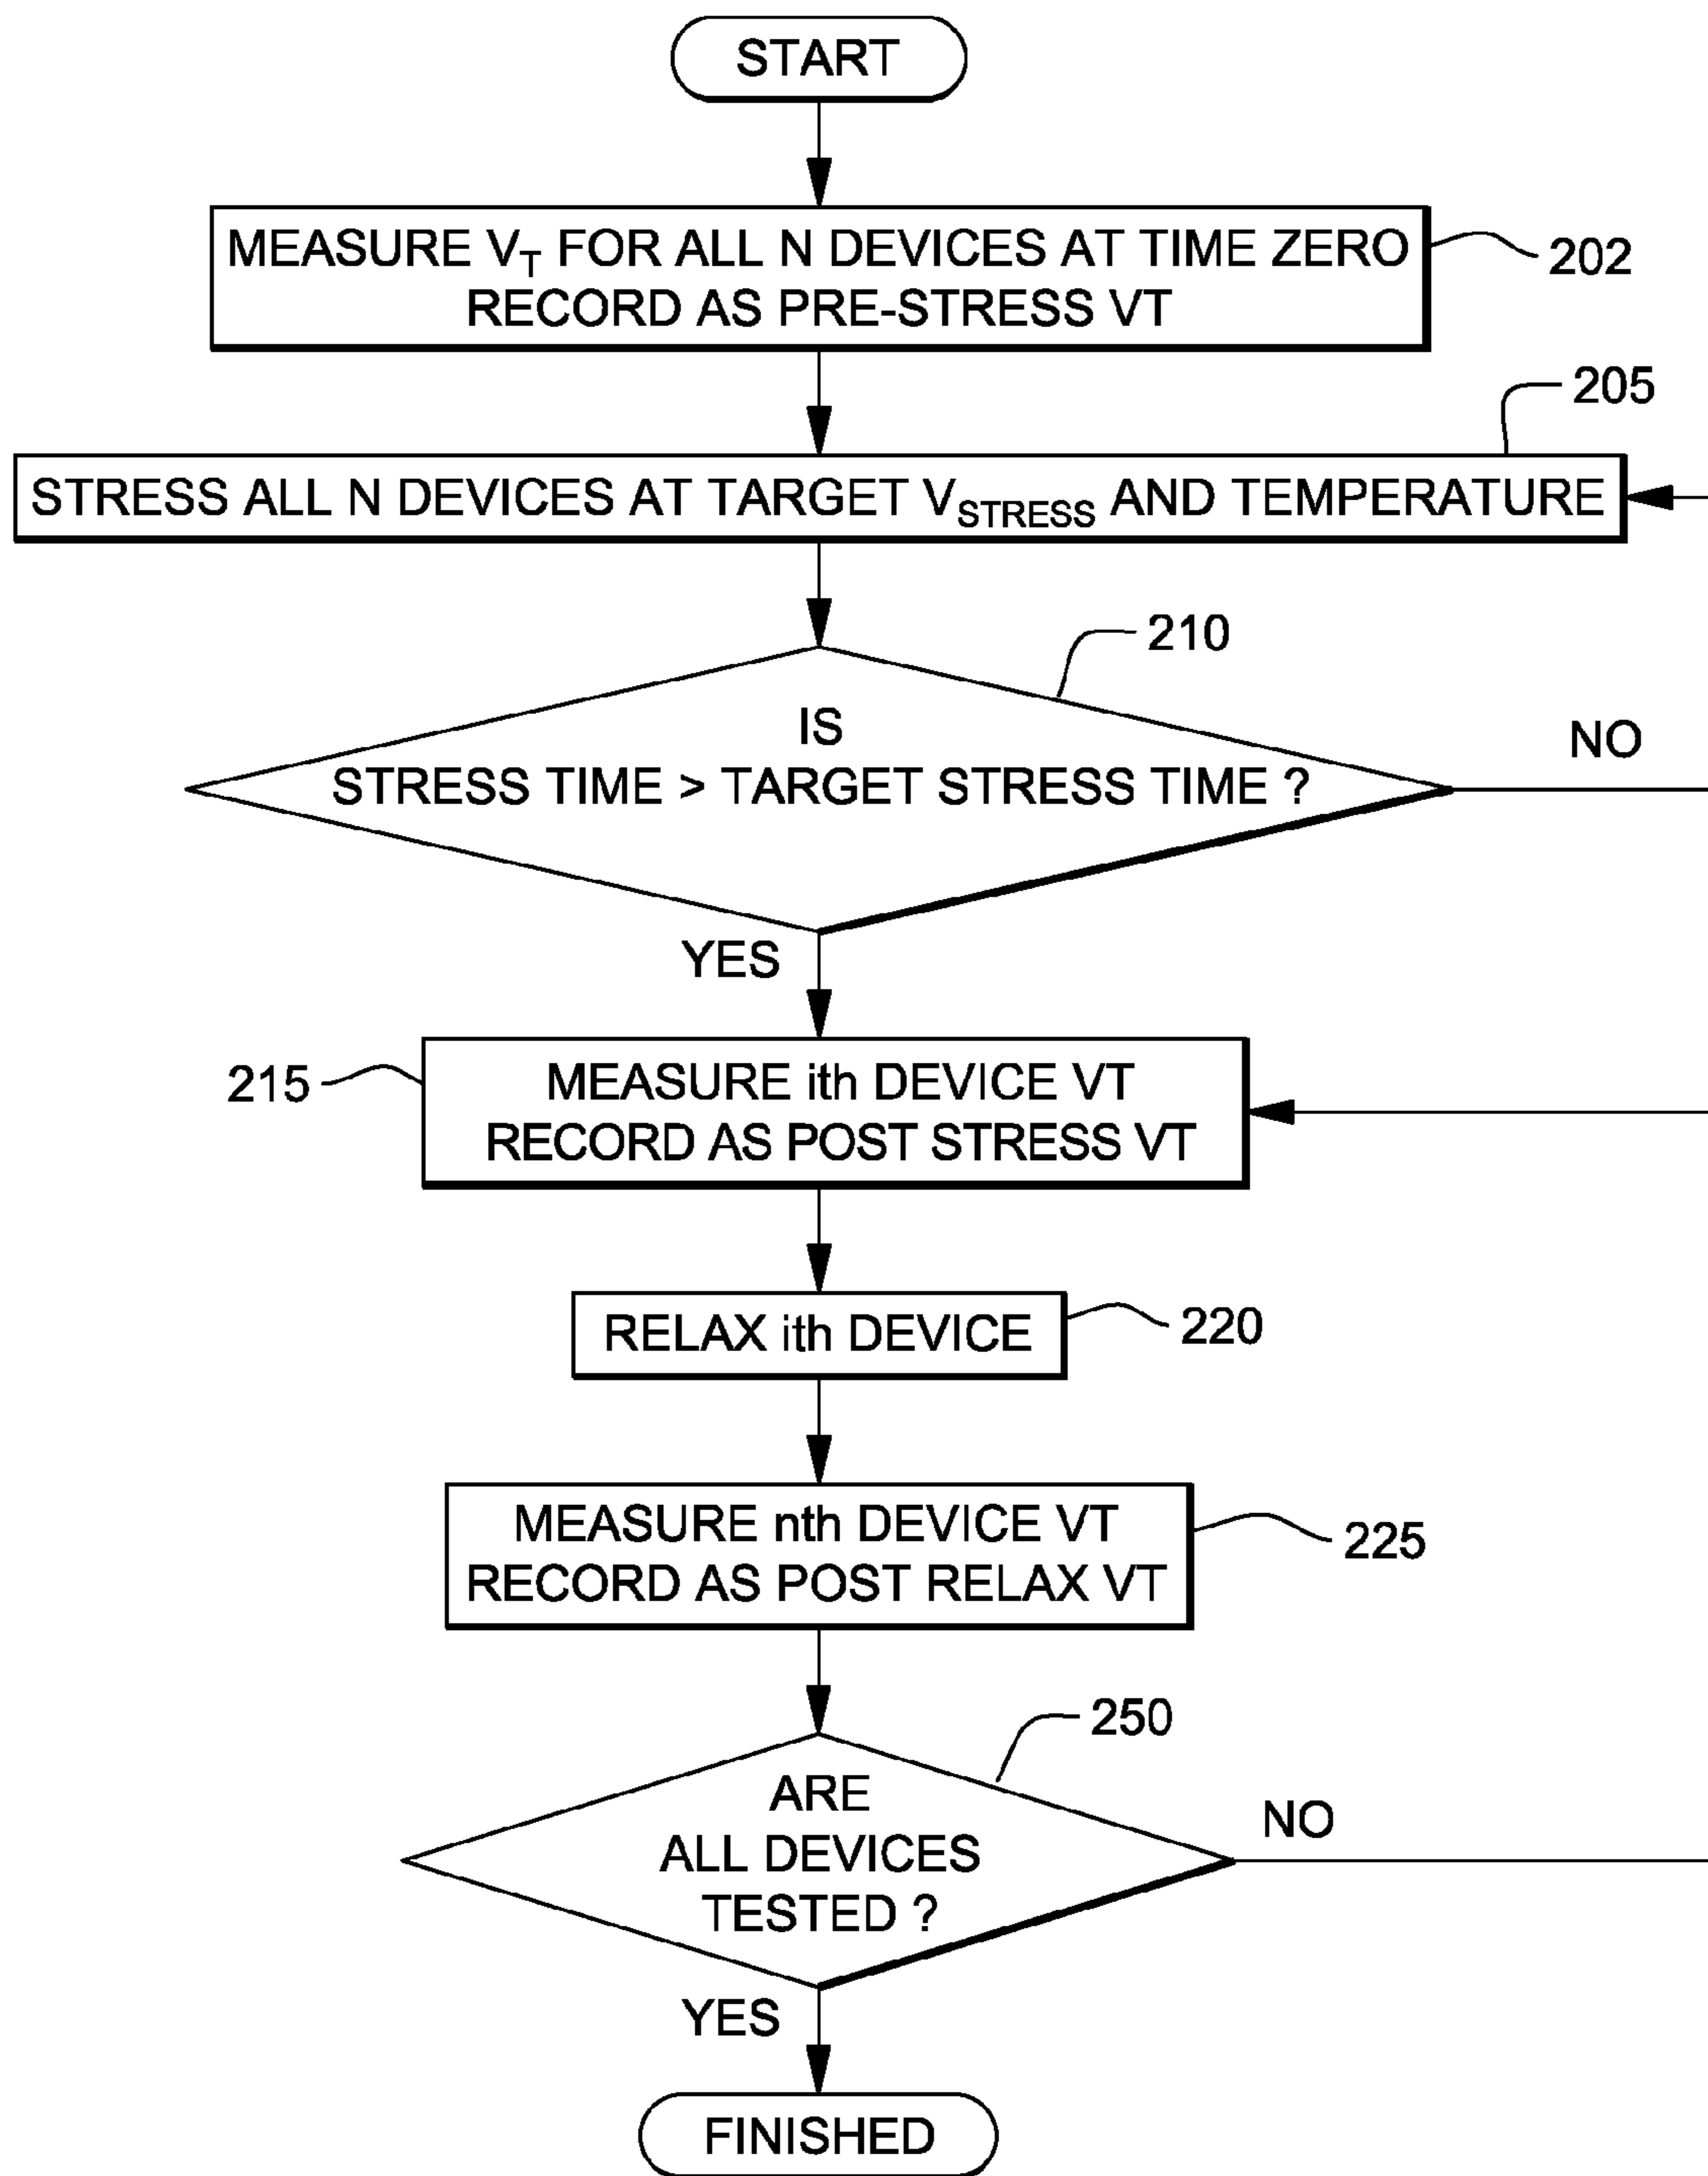 START
MEASURE V_T FOR ALL N DEVICES AT TIME ZERO
RECORD AS PRE-STRESS VT
202
205
STRESS ALL N DEVICES AT TARGET V_STRESS AND TEMPERATURE
210
IS
STRESS TIME > TARGET STRESS TIME ?
NO
YES
215
MEASURE ith DEVICE VT
RECORD AS POST STRESS VT
RELAX ith DEVICE
220
MEASURE nth DEVICE VT
RECORD AS POST RELAX VT
225
250
ARE
ALL DEVICES
TESTED ?
NO
YES
FINISHED